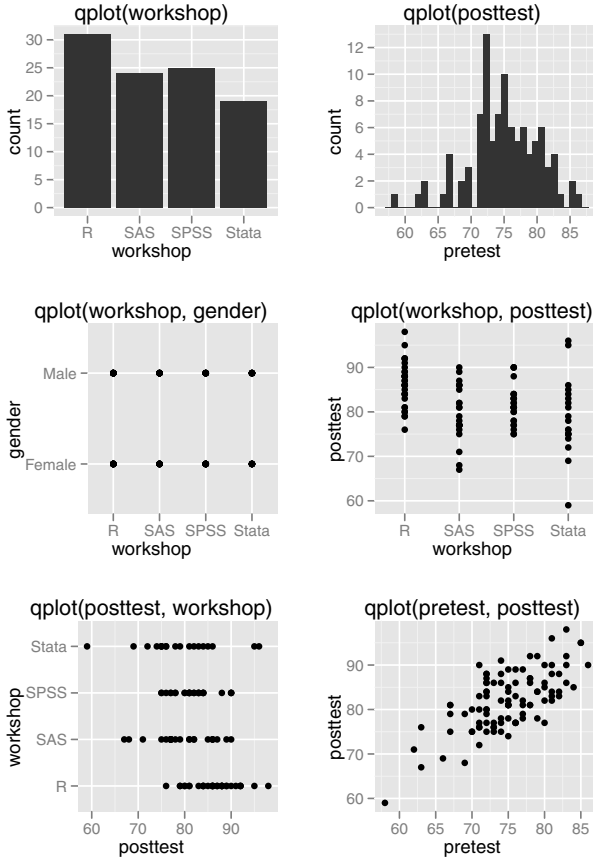 qplot(workshop)
30
25
20
15
10
5
0
count
R SAS SPSS Stata
workshop
qplot(posttest)
12
10
8
6
4
2
0
count
60 65 70 75 80 85
pretest
qplot(workshop, gender)
Male
Female
gender
R SAS SPSS Stata
workshop
qplot(workshop, posttest)
90
80
70
60
posttest
R SAS SPSS Stata
workshop
qplot(posttest, workshop)
Stata
SPSS
SAS
R
workshop
60 70 80 90
posttest
qplot(pretest, posttest)
90
80
70
60
posttest
60 65 70 75 80 85
pretest